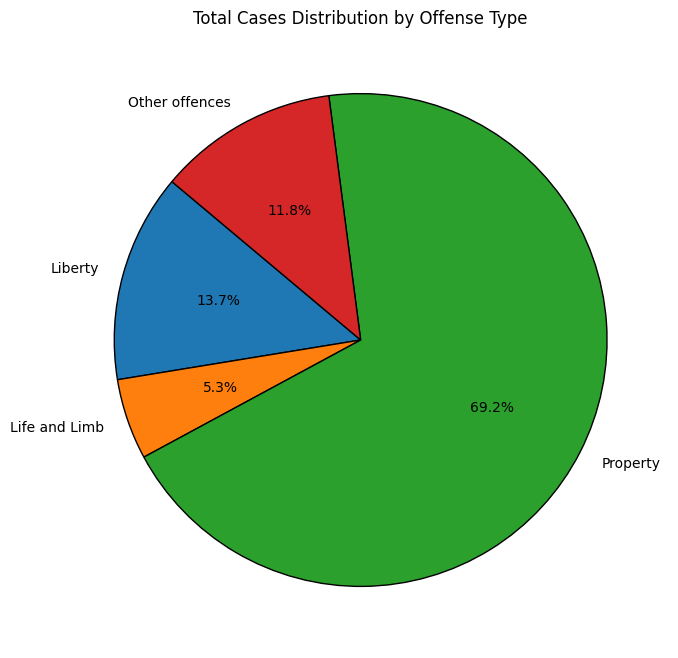 Total Cases Distribution by Offense Type
Other offences
11.8%
Liberty
13.7%
5.3%
Life and Limb
69.2%
Property